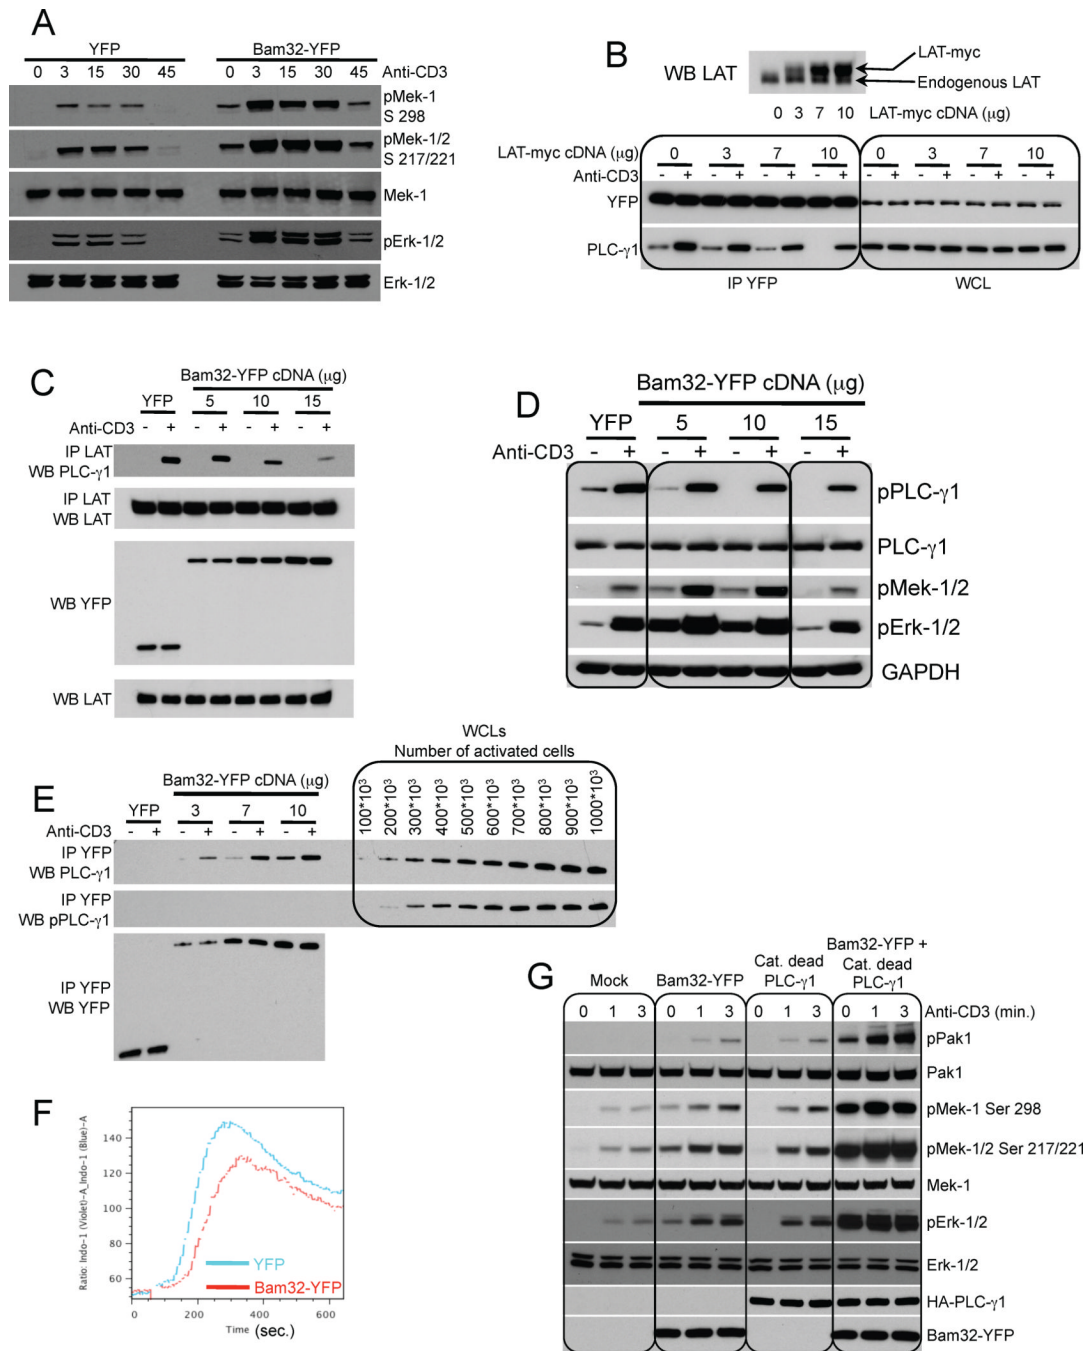 A
YFP
Bam32-YFP
0 3 15 30 45 0 3 15 30 45 Anti-CD3
pMek-1
S 298
pMek-1/2
S 217/221
Mek-1
pErk-1/2
Erk-1/2
B
WB LAT
LAT-myc
Endogenous LAT
0 3 7 10 LAT-myc cDNA (μg)
LAT-myc cDNA (μg) 0 3 7 10 0 3 7 10
Anti-CD3 - + - + - + - + - + - + - + - +
YFP
PLC-γ1
IP YFP
WCL
C
Bam32-YFP cDNA (μg)
YFP 5 10 15
Anti-CD3 - + - + - + - +
IP LAT
WB PLC-γ1
IP LAT
WB LAT
WB YFP
WB LAT
D
Bam32-YFP cDNA (μg)
YFP 5 10 15
Anti-CD3 - + - + - + - +
pPLC-γ1
PLC-γ1
pMek-1/2
pErk-1/2
GAPDH
E
WCLs
Number of activated cells
Bam32-YFP cDNA (μg)
YFP 3 7 10
Anti-CD3 - + - + - + - +
100*10³ 200*10³ 300*10³ 400*10³ 500*10³ 600*10³ 700*10³ 800*10³ 900*10³ 1000*10³
IP YFP
WB PLC-γ1
IP YFP
WB pPLC-γ1
IP YFP
WB YFP
F
Ratio: Indo-1 (Violet)-A_Indo-1 (Blue)-A
140
120
100
80
60
YFP
Bam32-YFP
0 200 400 600
Time (sec.)
G
Mock
Bam32-YFP
Cat. dead
PLC-γ1
Bam32-YFP +
Cat. dead
PLC-γ1
0 1 3 0 1 3 0 1 3 0 1 3 Anti-CD3 (min.)
pPak1
Pak1
pMek-1 Ser 298
pMek-1/2 Ser 217/221
Mek-1
pErk-1/2
Erk-1/2
HA-PLC-γ1
Bam32-YFP